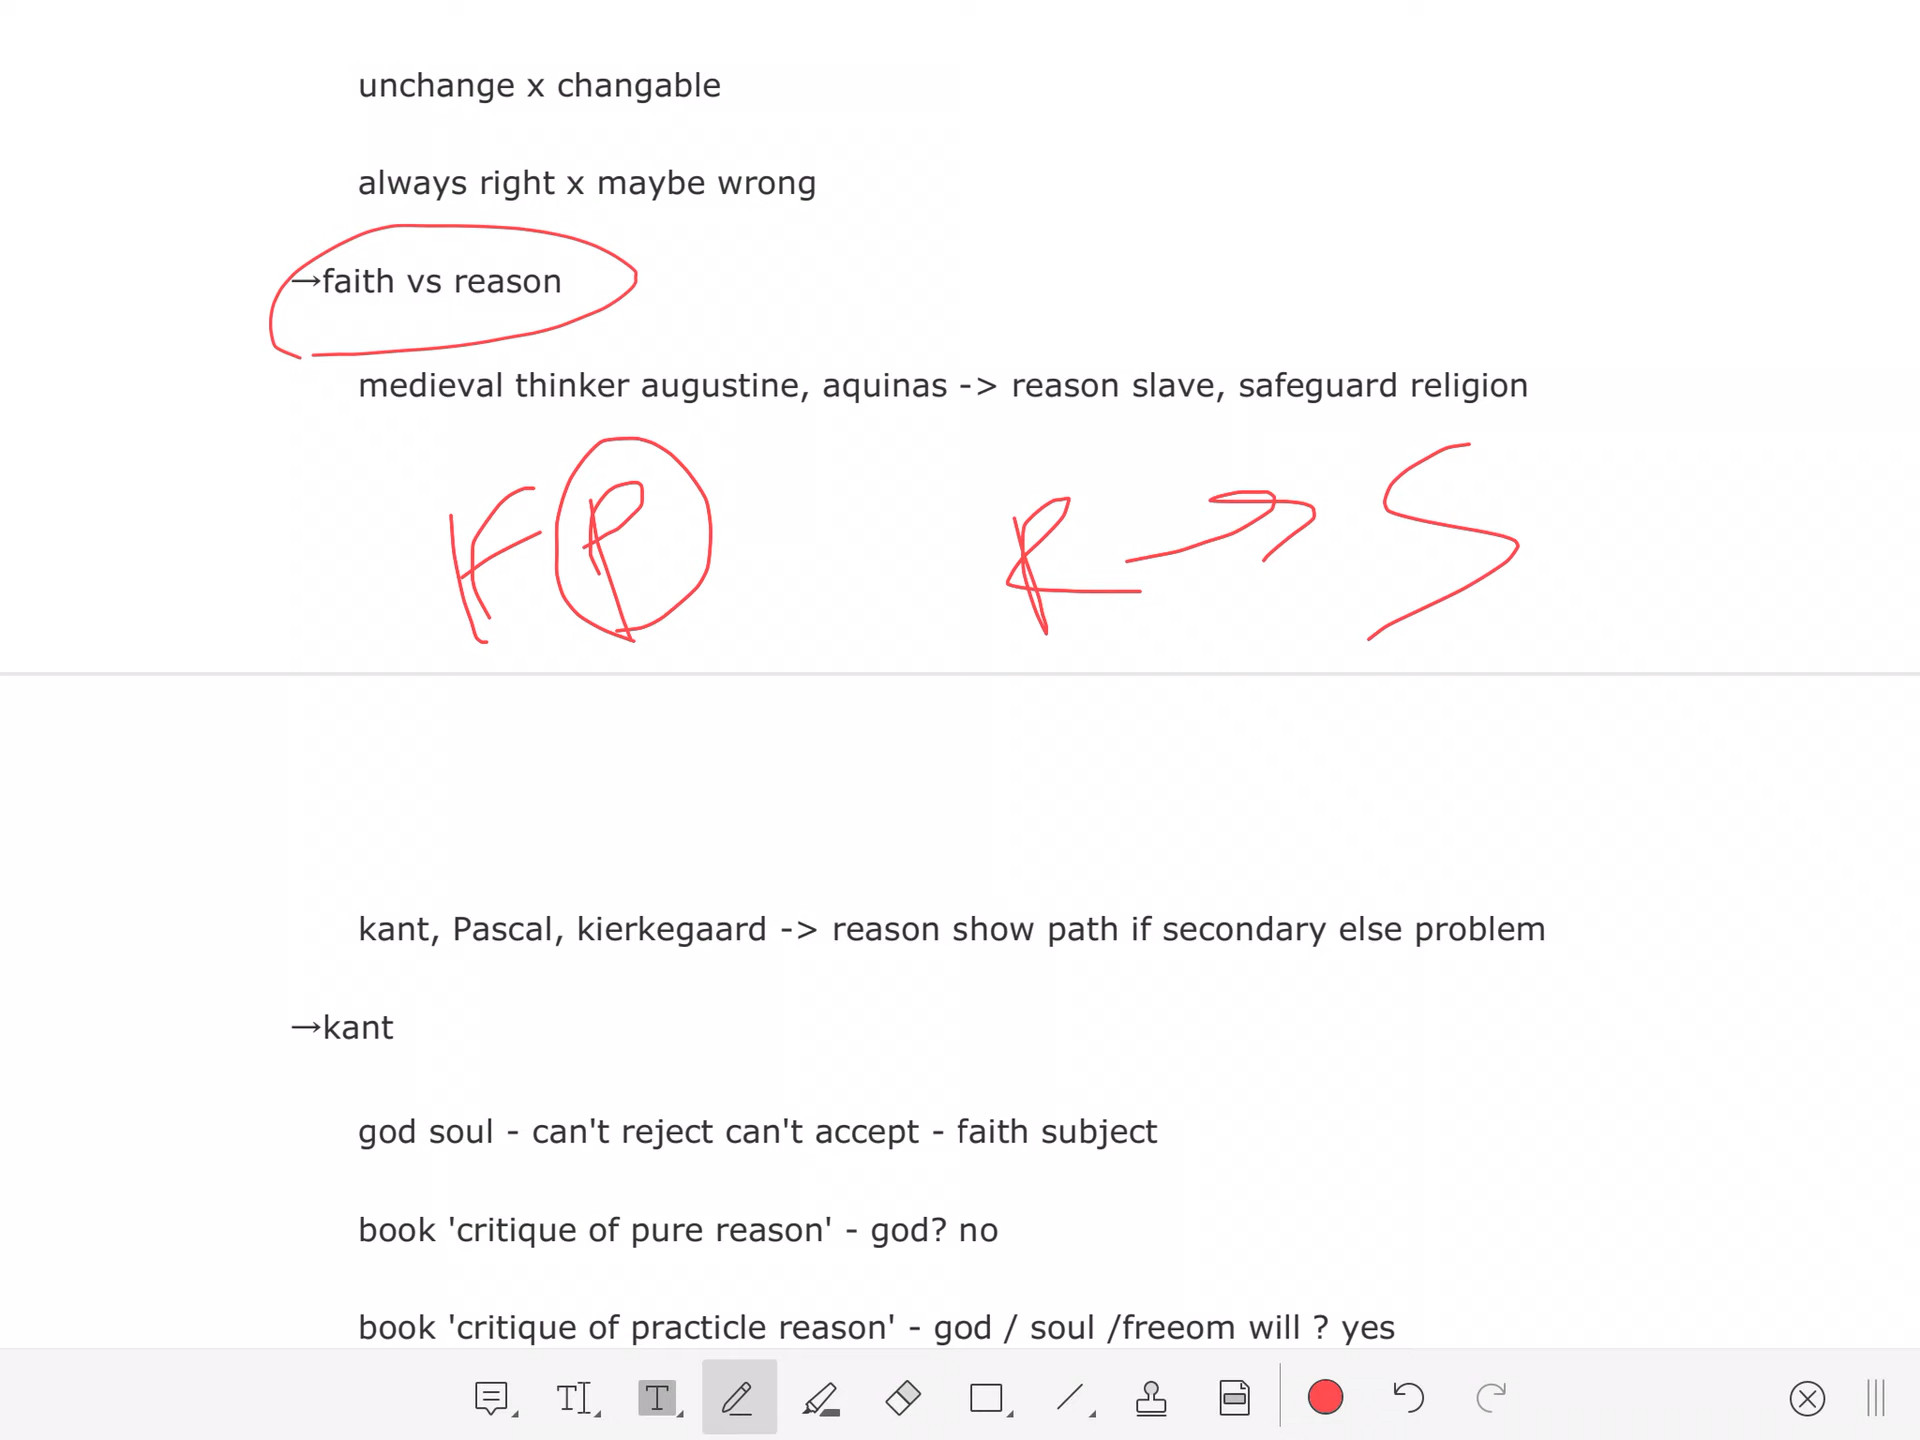 unchange x changable
always right x maybe wrong
→faith vs reason
medieval thinker augustine, aquinas -> reason slave, safeguard religion
F P R → S
kant, Pascal, kierkegaard -> reason show path if secondary else problem
→kant
god soul - can't reject can't accept - faith subject
book 'critique of pure reason' - god? no
book 'critique of practicle reason' - god / soul /freeom will ? yes